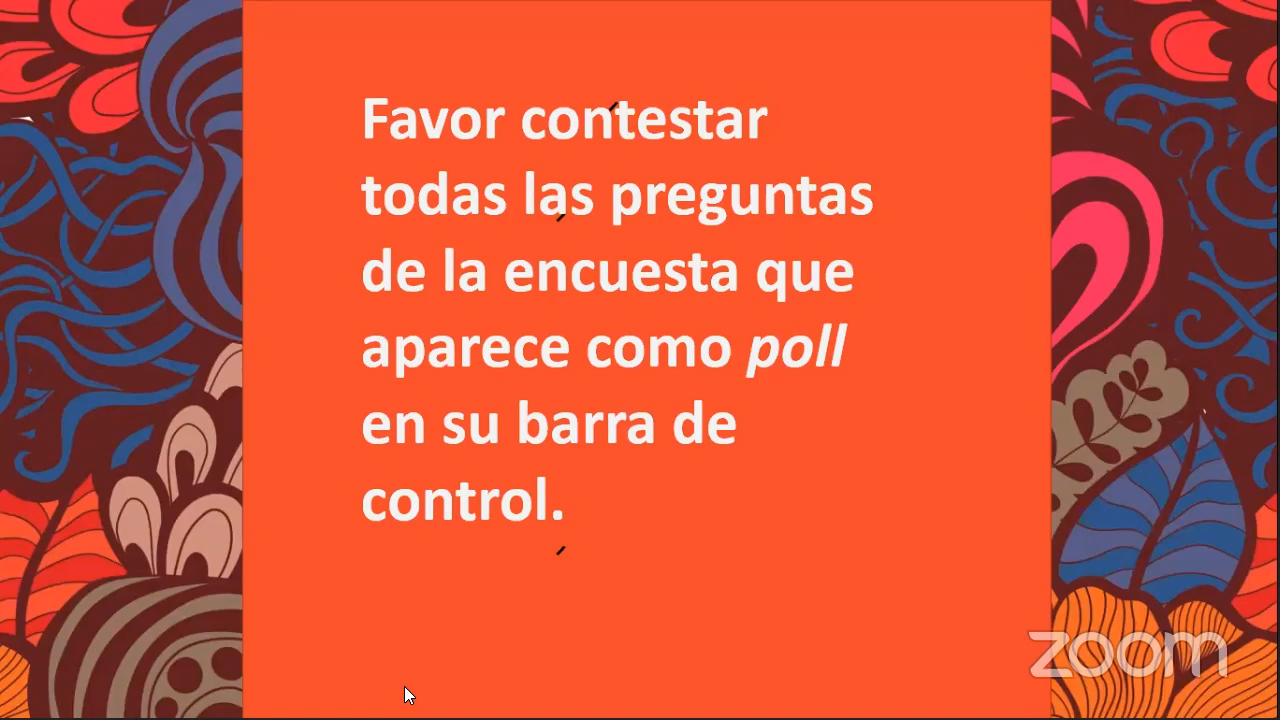 Favor contestar
todas las preguntas
de la encuesta que
aparece como poll
en su barra de
control.
zoom